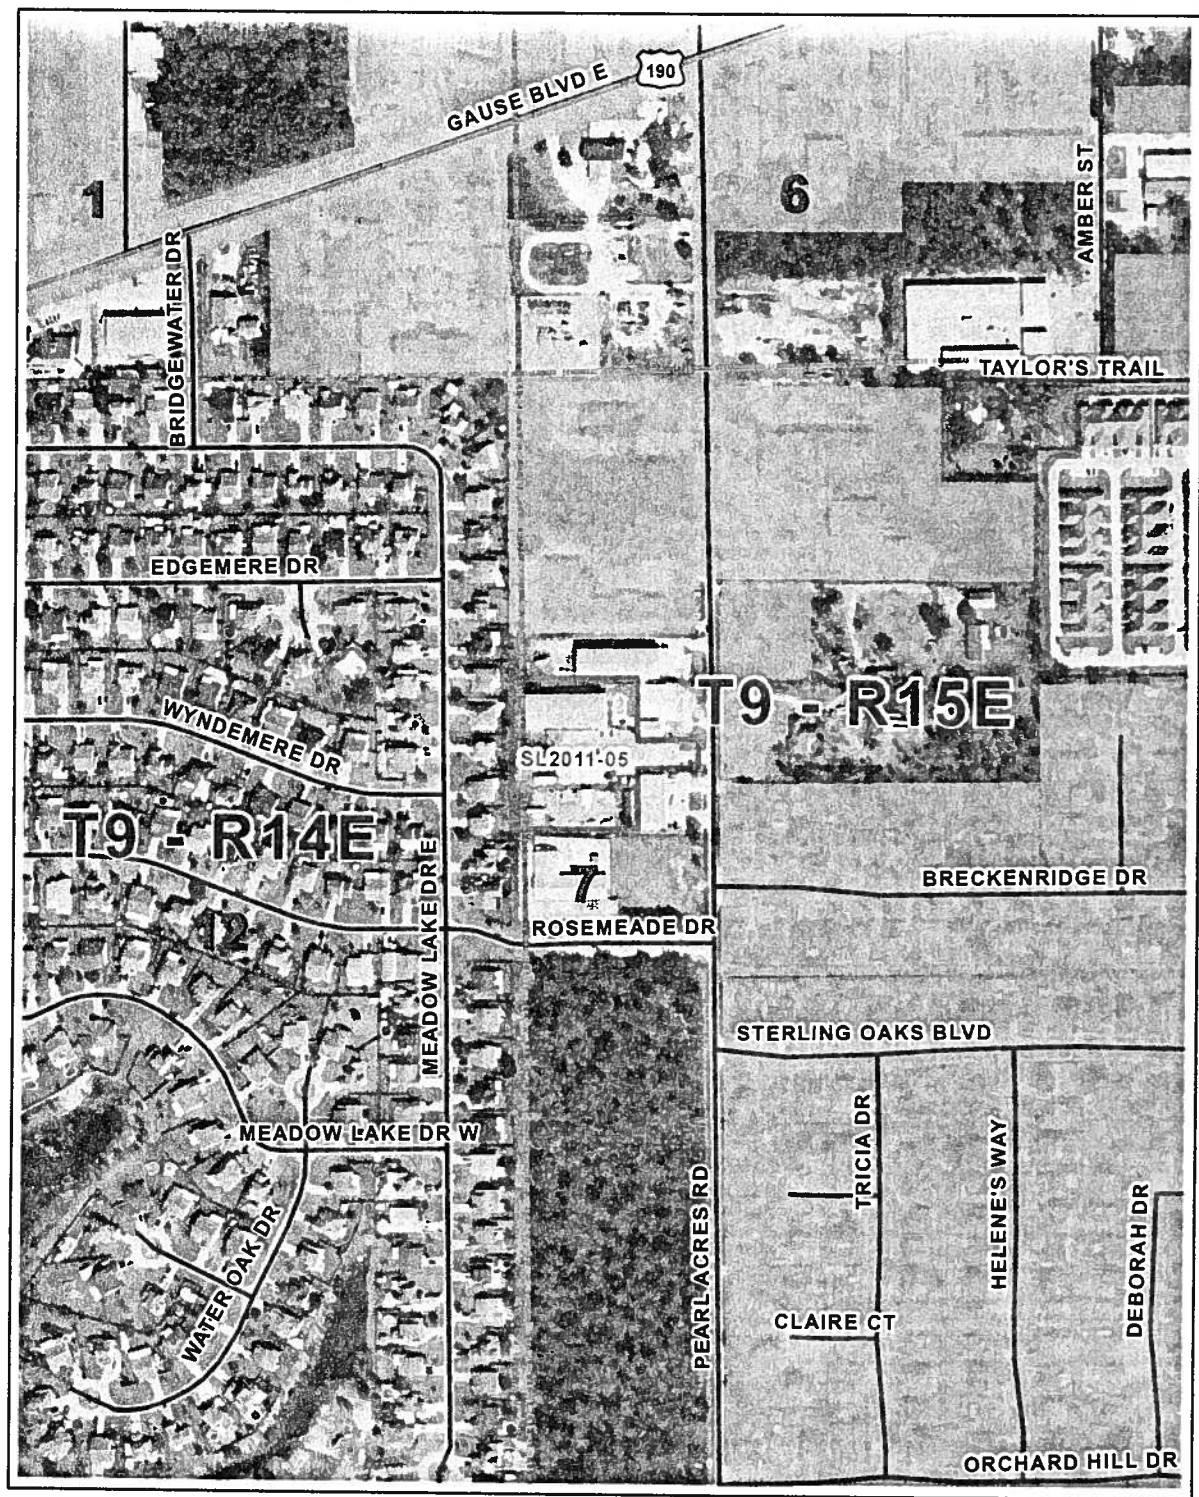 190
GAUSE BLVD E
1
6
AMBER ST
BRIDGEWATER DR
TAYLOR'S TRAIL
EDGEMERE DR
T9 - R15E
WYNDEMERE DR
SL2011-05
T9 - R14E
MEADOW LAKE DR E
7
BRECKENRIDGE DR
12
ROSEMEADE DR
STERLING OAKS BLVD
MEADOW LAKE DR W
TRICIA DR
HELENE'S WAY
PEARL ACRES RD
DEBORAH DR
WATER OAK DR
CLAIRE CT
ORCHARD HILL DR